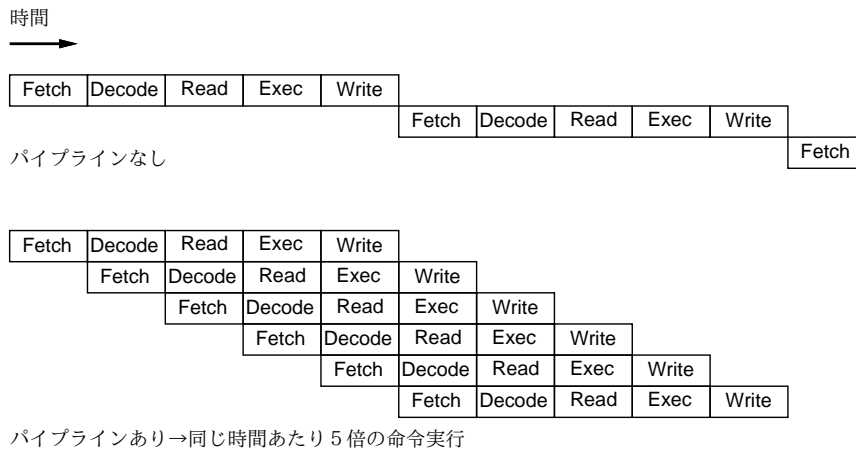 時間
Fetch Decode Read Exec Write
Fetch Decode Read Exec Write
Fetch
パイプラインなし
Fetch Decode Read Exec Write
Fetch Decode Read Exec Write
Fetch Decode Read Exec Write
Fetch Decode Read Exec Write
Fetch Decode Read Exec Write
Fetch Decode Read Exec Write
パイプラインあり→同じ時間あたり５倍の命令実行